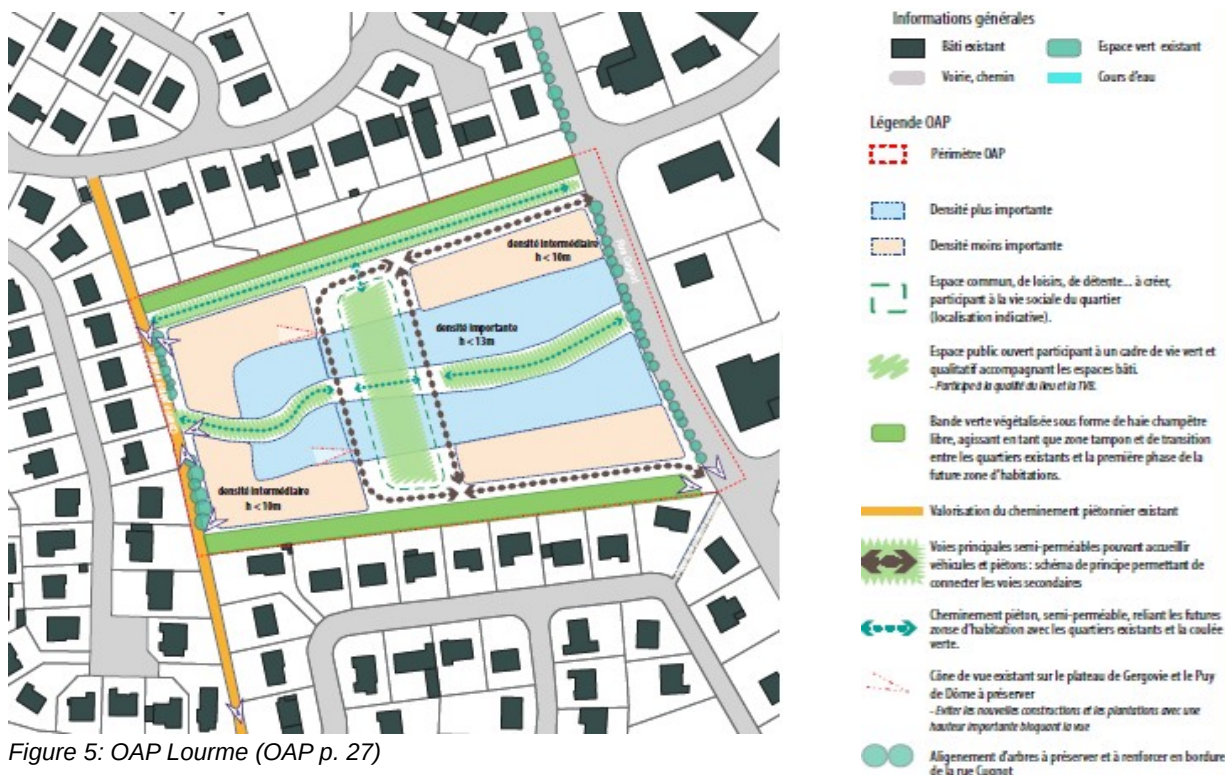 densité intermédiaire
h < 10m
densité importante
h < 13m
densité intermédiaire
h < 10m
Figure 5: OAP Lourme (OAP p. 27)
Informations générales
Bâti existant
Espace vert existant
Voirie, chemin
Cours d'eau
Légende OAP
Périmètre OAP
Densité plus importante
Densité moins importante
Espace commun, de loisirs, de détente... à créer,
participant à la vie sociale du quartier
(localisation indicative).
Espace public ouvert participant à un cadre de vie vert et
qualitatif accompagnant les espaces bâti.
- Participe à la qualité du lieu et la TVB.
Bande verte végétalisée sous forme de haie champêtre
libre, agissant en tant que zone tampon et de transition
entre les quartiers existants et la première phase de la
future zone d'habitations.
Valorisation du cheminement piétonnier existant
Voies principales semi-perméables pouvant accueillir
véhicules et piétons : schéma de principe permettant de
connecter les voies secondaires
Cheminement piéton, semi-perméable, reliant les futures
zonse d'habitation avec les quartiers existants et la coulée
verte.
Cône de vue existant sur le plateau de Gergovie et le Puy
de Dôme à préserver
- Eviter les nouvelles constructions et les plantations avec une
hauteur importante bloquant la vue
Aligenement d'arbres à préserver et à renforcer en bordure
de la rue Cugnot